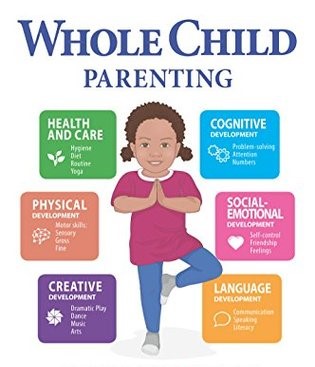 WHOLE CHILD
PARENTING
HEALTH
AND CARE
Hygiene
Diet
Routine
Yoga
COGNITIVE
DEVELOPMENT
Problem-solving
Attention
Numbers
PHYSICAL
DEVELOPMENT
Motor skills:
Sensory
Gross
Fine
SOCIAL-
EMOTIONAL
DEVELOPMENT
Self-control
Friendship
Feelings
CREATIVE
DEVELOPMENT
Dramatic Play
Dance
Music
Arts
LANGUAGE
DEVELOPMENT
Communication
Speaking
Literacy